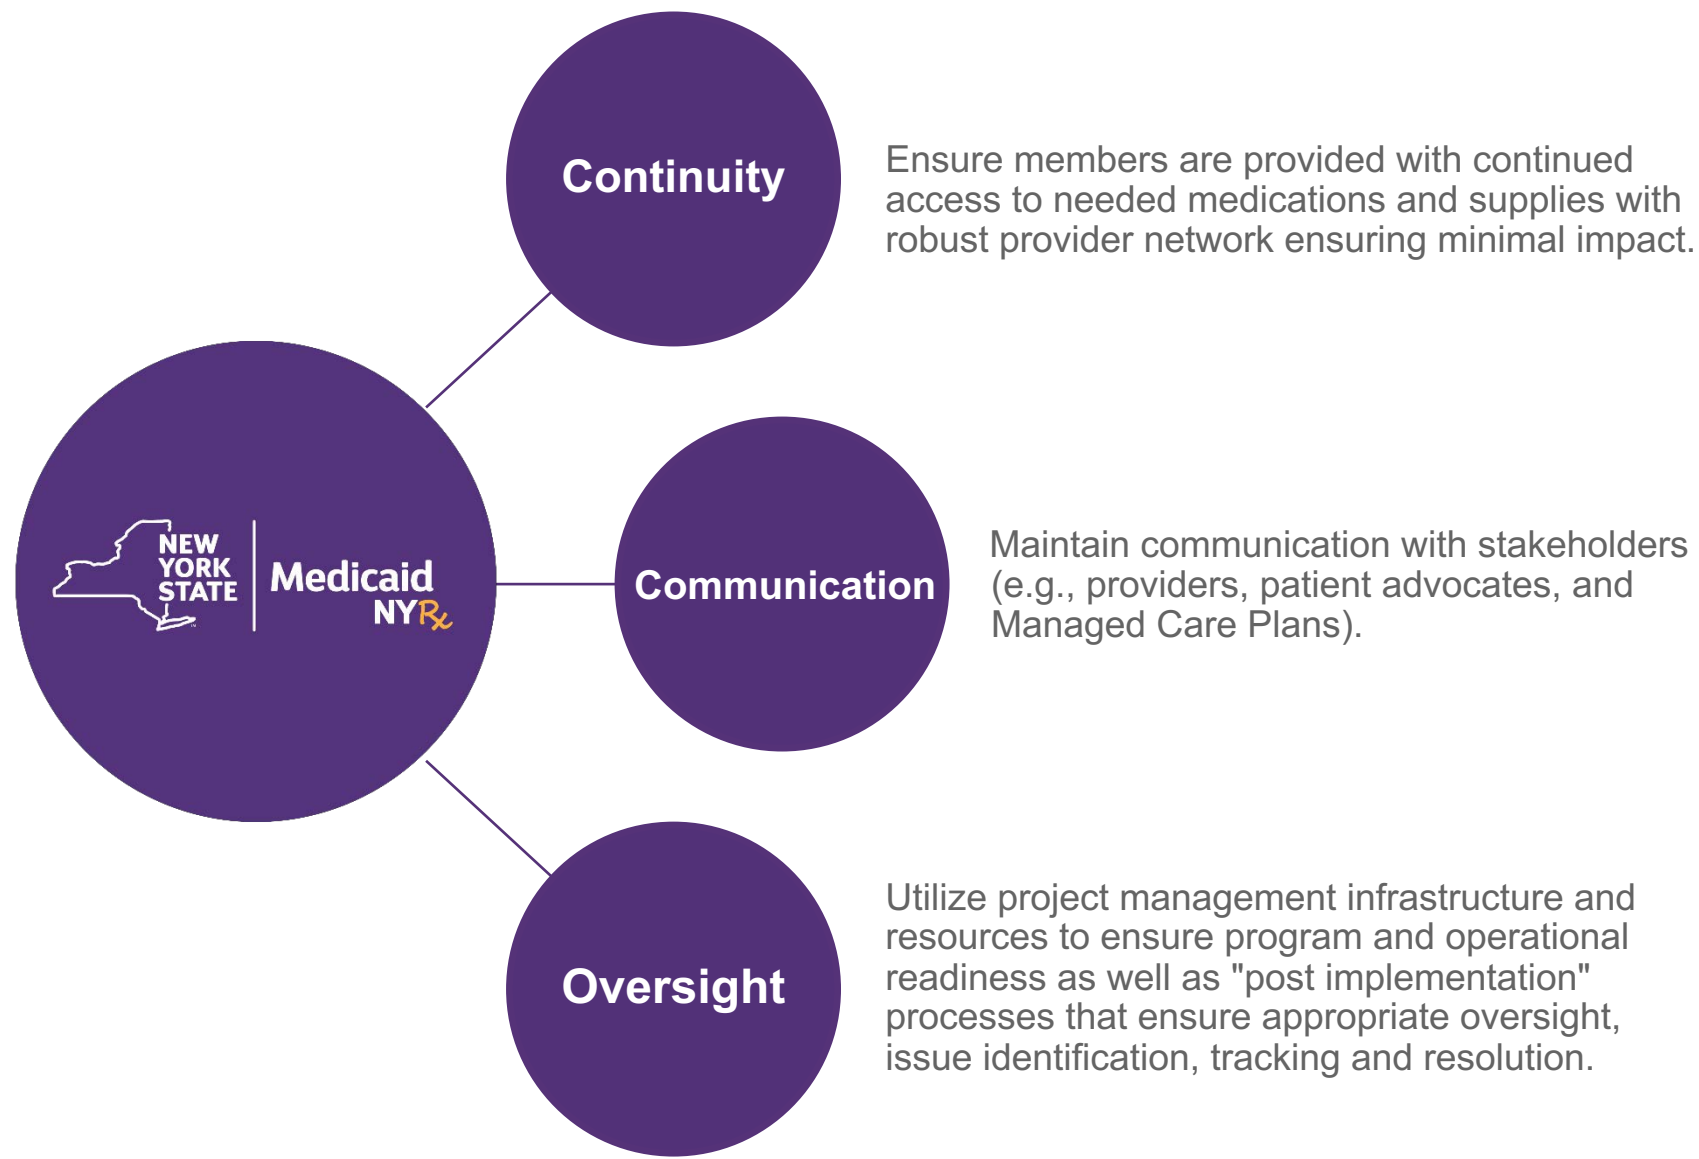 Continuity
Ensure members are provided with continued
access to needed medications and supplies with
robust provider network ensuring minimal impact.
NEW
YORK
STATE
Medicaid
NYRx
Communication
Maintain communication with stakeholders
(e.g., providers, patient advocates, and
Managed Care Plans).
Oversight
Utilize project management infrastructure and
resources to ensure program and operational
readiness as well as "post implementation"
processes that ensure appropriate oversight,
issue identification, tracking and resolution.